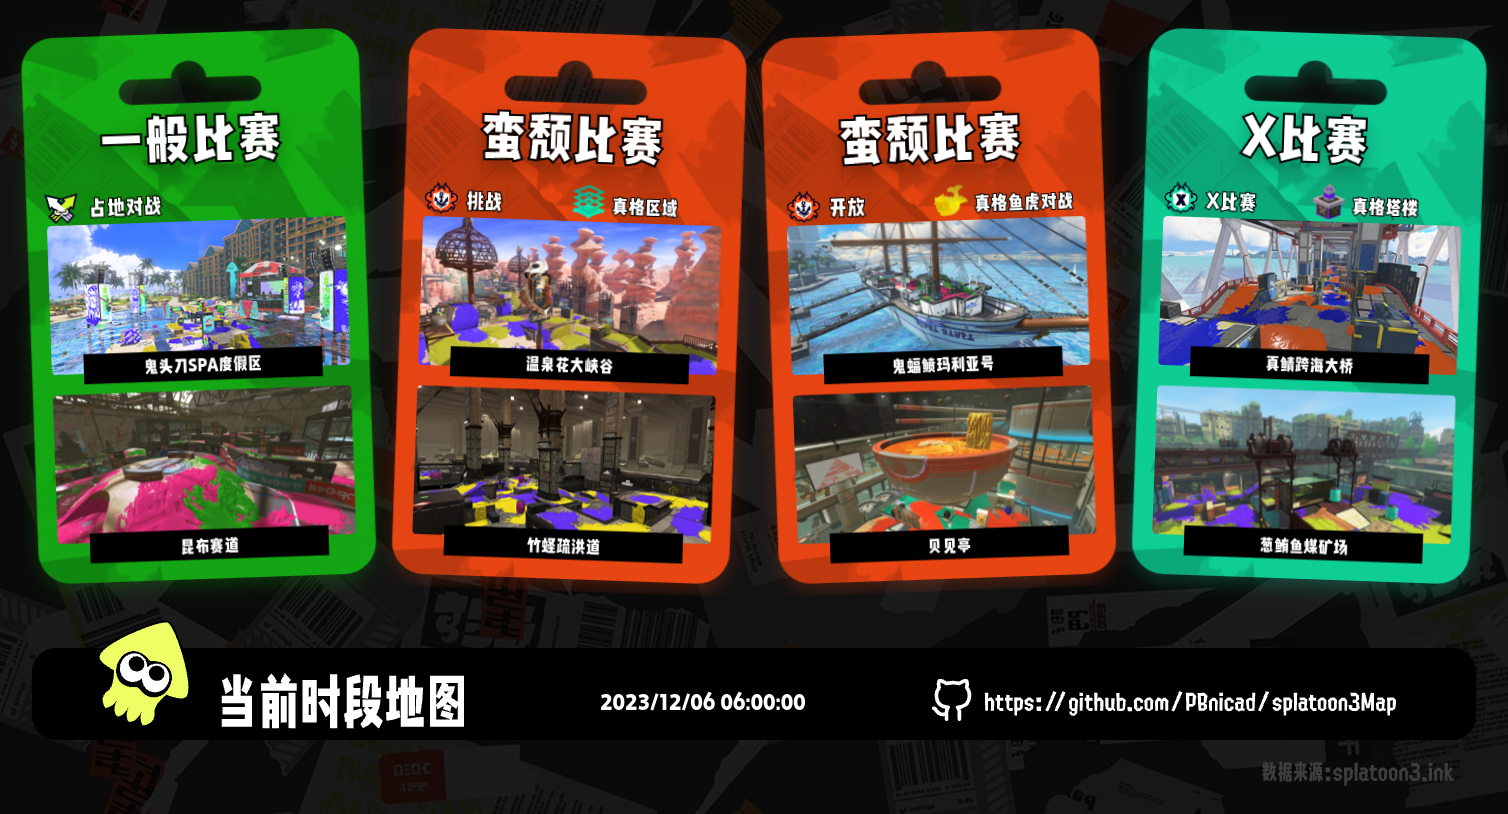 一般比赛
占地对战
鬼头刀SPA度假区
昆布赛道
蛮颓比赛
挑战
真格区域
温泉花大峡谷
竹蛏疏洪道
蛮颓比赛
开放
真格鱼虎对战
鬼蝠鲼玛利亚号
贝见亭
X比赛
X比赛
真格塔楼
真鲭跨海大桥
葱鲔鱼煤矿场
当前时段地图
2023/12/06 06:00:00
https://github.com/PBnicad/splatoon3Map
数据来源:splatoon3.ink